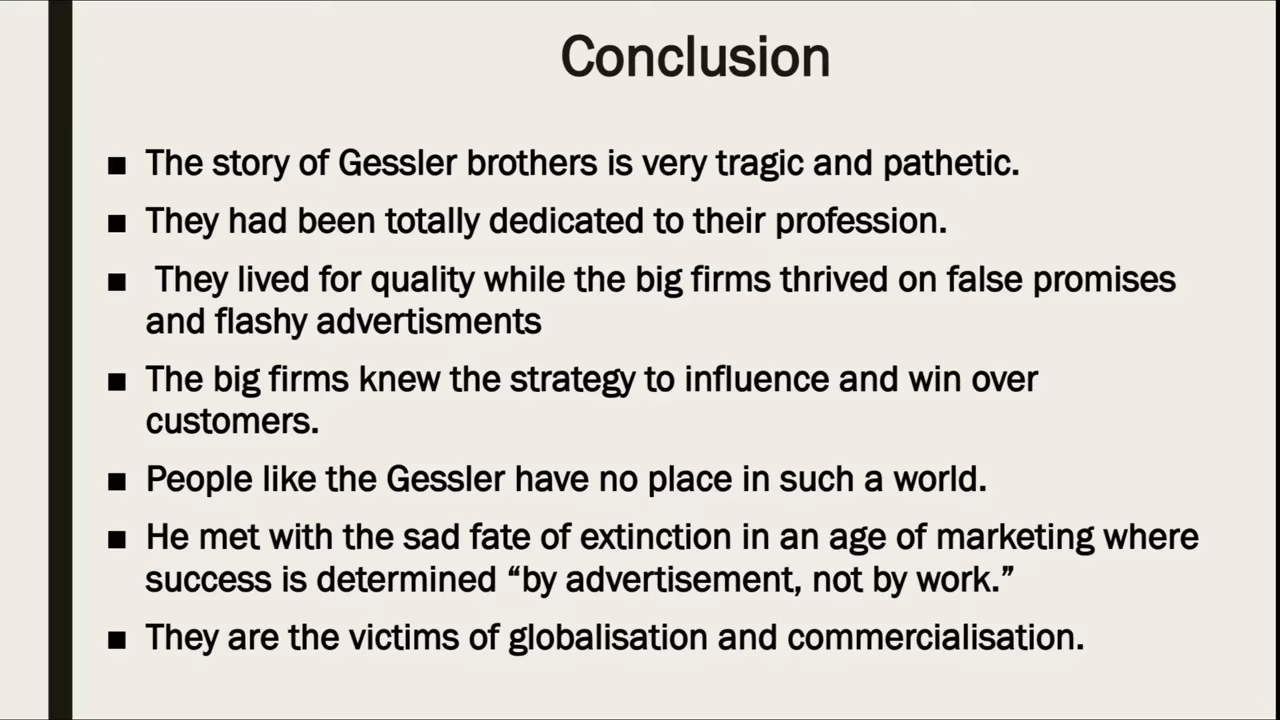 Conclusion
■ The story of Gessler brothers is very tragic and pathetic.
■ They had been totally dedicated to their profession.
■ They lived for quality while the big firms thrived on false promises
and flashy advertisments
■ The big firms knew the strategy to influence and win over
customers.
■ People like the Gessler have no place in such a world.
■ He met with the sad fate of extinction in an age of marketing where
success is determined “by advertisement, not by work.”
■ They are the victims of globalisation and commercialisation.